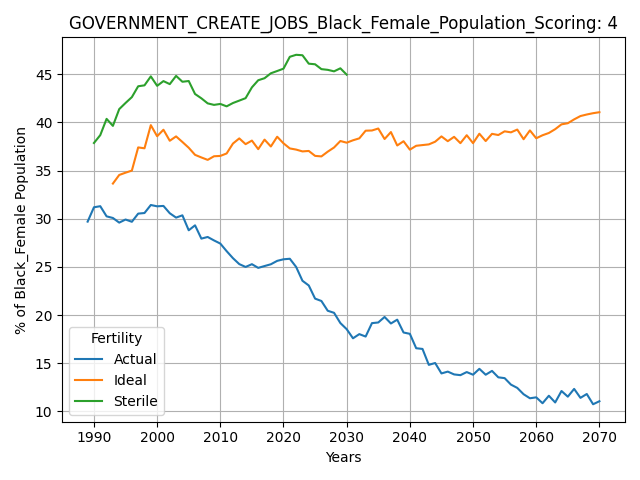 GOVERNMENT_CREATE_JOBS_Black_Female_Population_Scoring: 4
% of Black_Female Population
45
40
35
30
25
20
15
10
Fertility
Actual
Ideal
Sterile
1990 2000 2010 2020 2030 2040 2050 2060 2070
Years